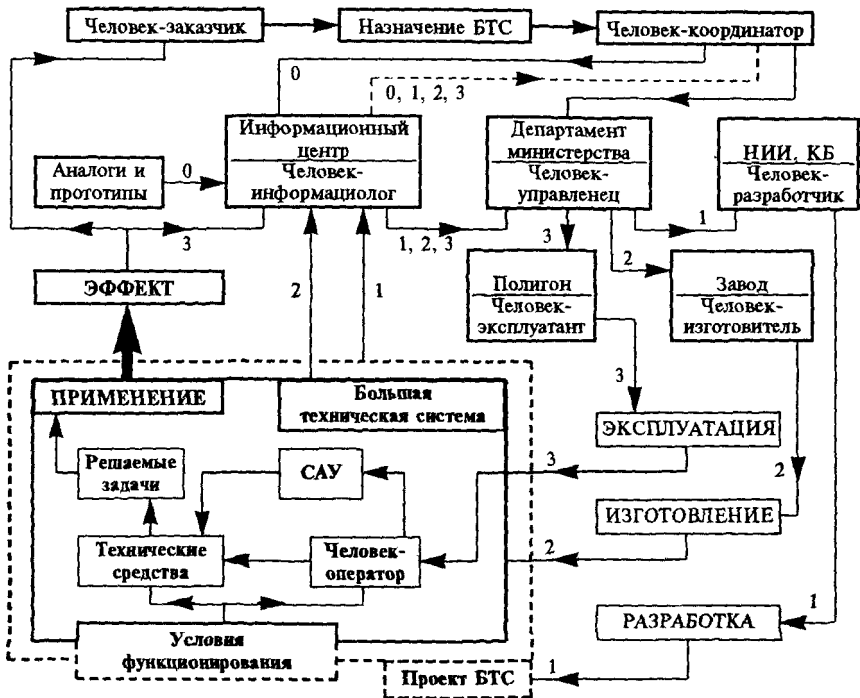 Человек-заказчик
Назначение БТС
Человек-координатор
0
0, 1, 2, 3
Информационный
центр
Человек-
информациолог
Департамент
министерства
Человек-
управленец
НИИ, КБ
Человек-
разработчик
Аналоги и
прототипы
0
3
1, 2, 3
3
2
1
ЭФФЕКТ
2
1
Полигон
Человек-
эксплуатант
Завод
Человек-
изготовитель
3
ПРИМЕНЕНИЕ
Большая
техническая система
ЭКСПЛУАТАЦИЯ
Решаемые
задачи
САУ
3
2
ИЗГОТОВЛЕНИЕ
Технические
средства
Человек-
оператор
2
1
РАЗРАБОТКА
Условия
функционирования
Проект БТС
1